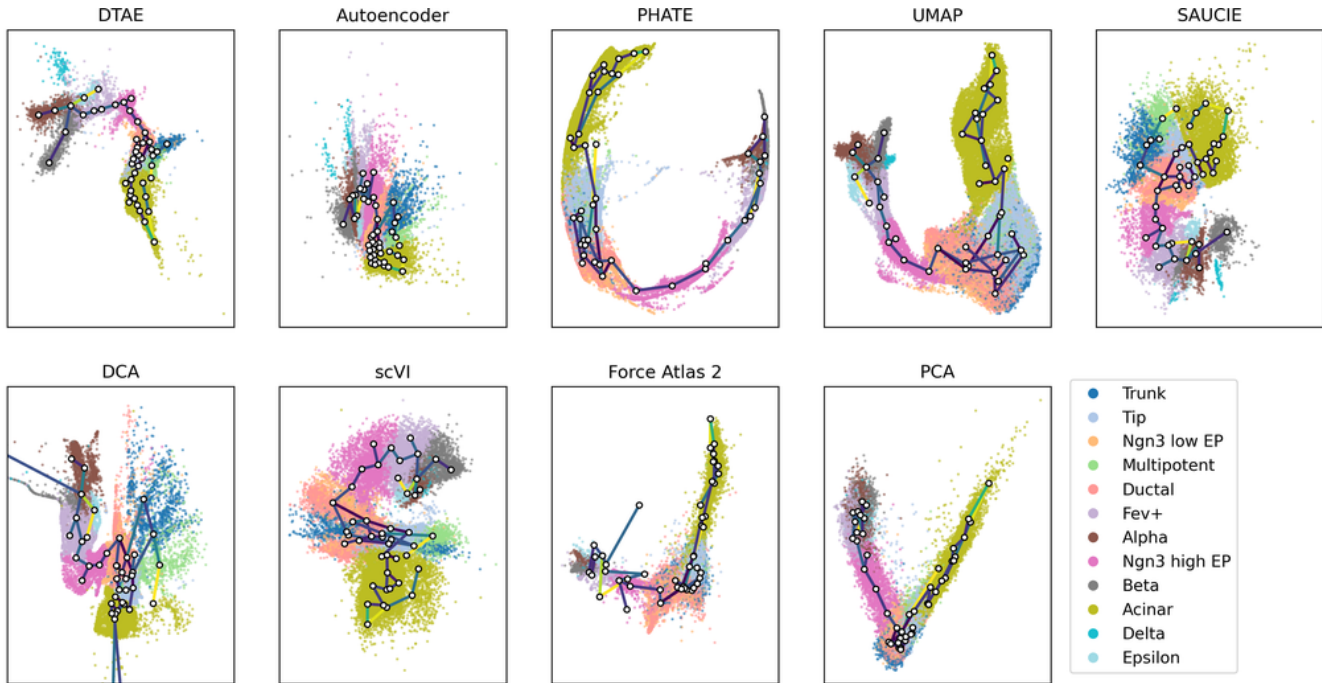 DTAE
Autoencoder
PHATE
UMAP
SAUCIE
DCA
scVI
Force Atlas 2
PCA
Trunk
Tip
Ngn3 low EP
Multipotent
Ductal
Fev+
Alpha
Ngn3 high EP
Beta
Acinar
Delta
Epsilon